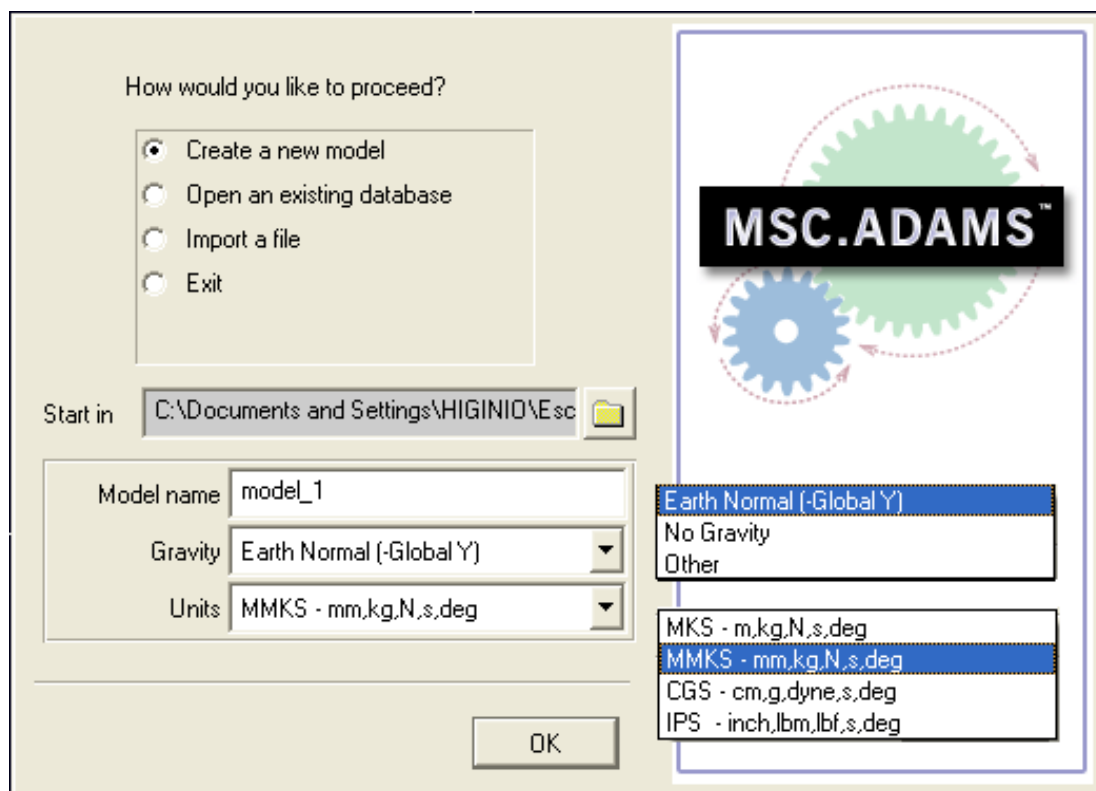 How would you like to proceed?
Create a new model
Open an existing database
Import a file
Exit
Start in C:\Documents and Settings\HIGINIO\Esc
Model name model_1
Gravity Earth Normal (-Global Y)
Units MMKS - mm,kg,N,s,deg
OK
MSC.ADAMS™
Earth Normal (-Global Y)
No Gravity
Other
MKS - m,kg,N,s,deg
MMKS - mm,kg,N,s,deg
CGS - cm,g,dyne,s,deg
IPS - inch,lbm,lbf,s,deg